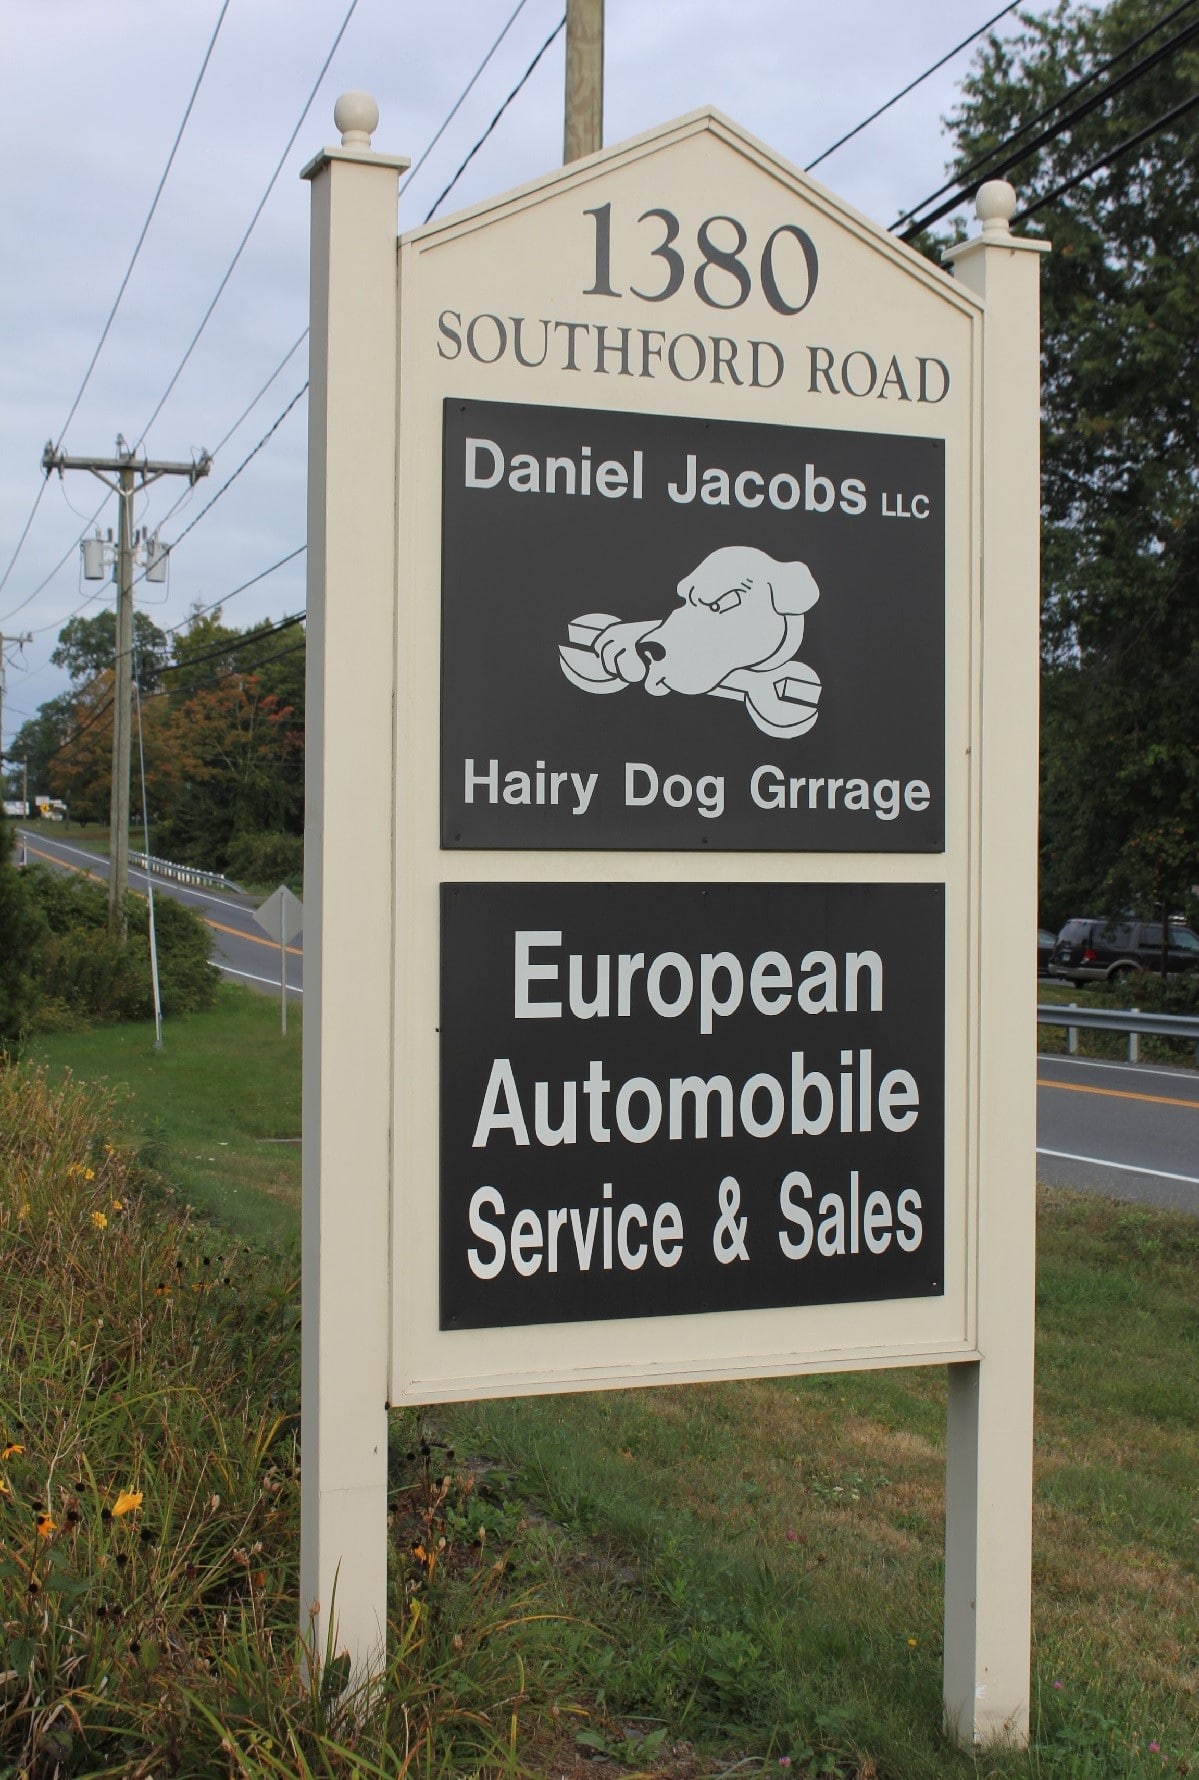 1380
SOUTHFORD ROAD
Daniel Jacobs LLC
Hairy Dog Grrrage
European
Automobile
Service & Sales